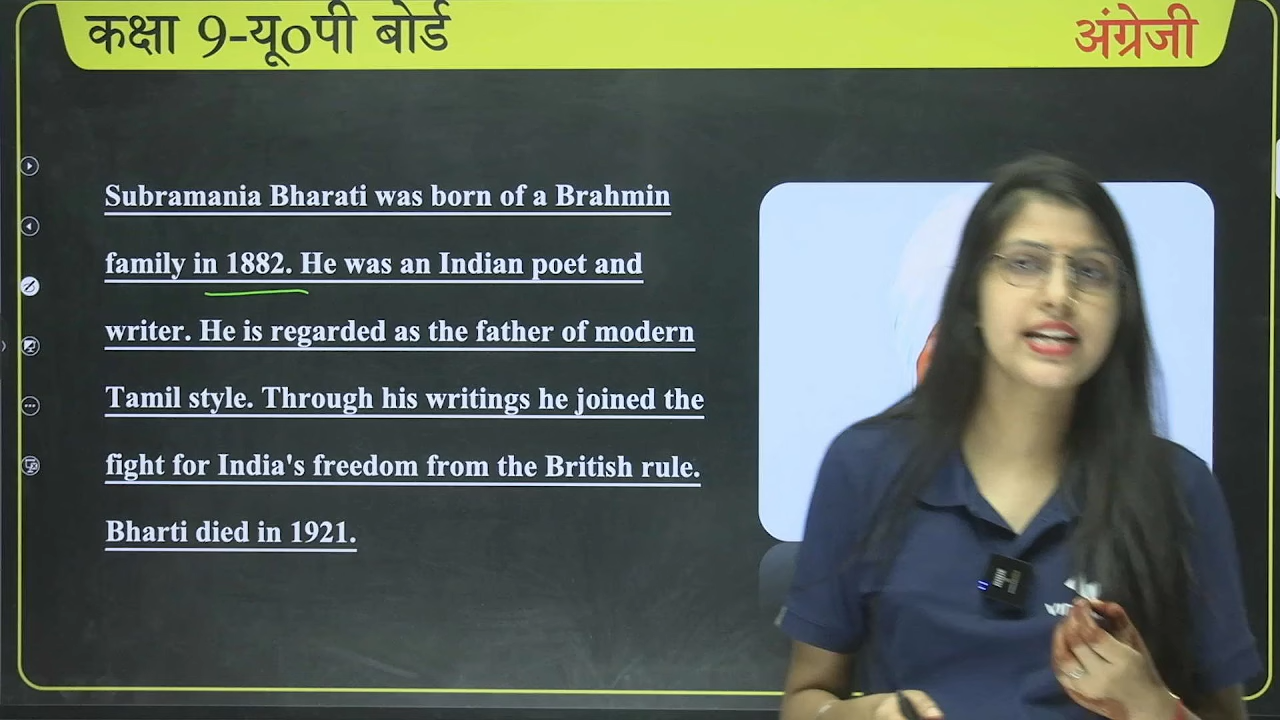 कक्षा 9-यू०पी बोर्ड
अंग्रेजी
Subramania Bharati was born of a Brahmin
family in 1882. He was an Indian poet and
writer. He is regarded as the father of modern
Tamil style. Through his writings he joined the
fight for India's freedom from the British rule.
Bharti died in 1921.